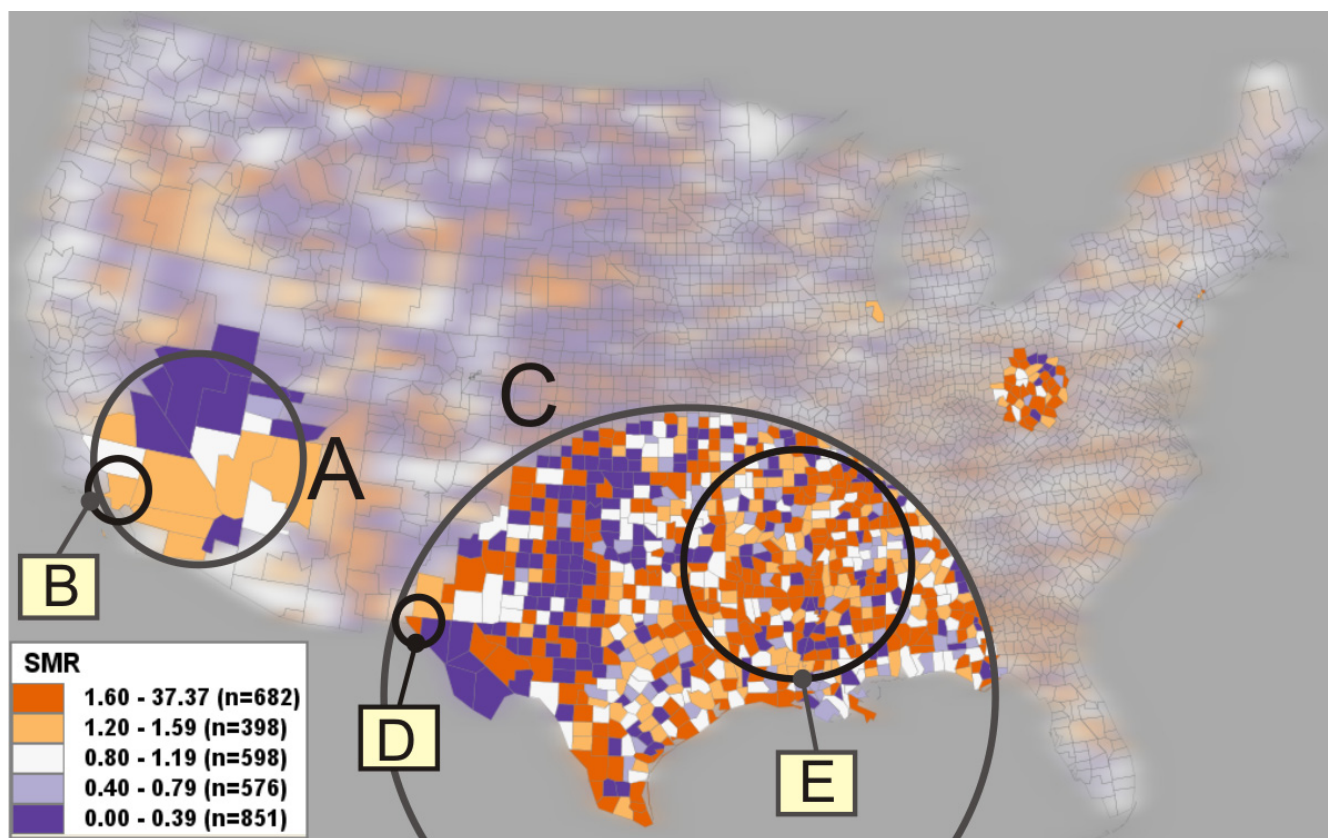 C
A
B
D
E
SMR
1.60 - 37.37 (n=682)
1.20 - 1.59 (n=398)
0.80 - 1.19 (n=598)
0.40 - 0.79 (n=576)
0.00 - 0.39 (n=851)